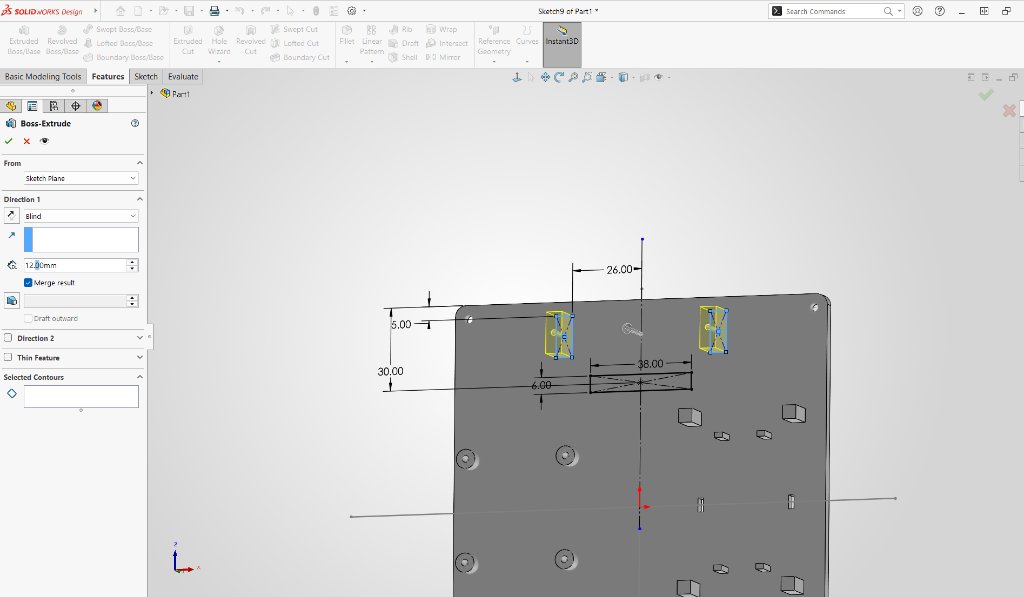 SOLIDWORKS Design
Sketch9 of Part1 *
Search Commands
Extruded Boss/Base
Revolved Boss/Base
Swept Boss/Base
Lofted Boss/Base
Boundary Boss/Base
Extruded Cut
Hole Wizard
Revolved Cut
Swept Cut
Lofted Cut
Boundary Cut
Fillet
Linear Pattern
Rib
Draft
Shell
Wrap
Intersect
Mirror
Reference Geometry
Curves
Instant3D
Basic Modeling Tools
Features
Sketch
Evaluate
Part1
Boss-Extrude
From
Sketch Plane
Direction 1
Blind
12.00mm
Merge result
Draft outward
Direction 2
Thin Feature
Selected Contours
26.00
5.00
30.00
38.00
6.00